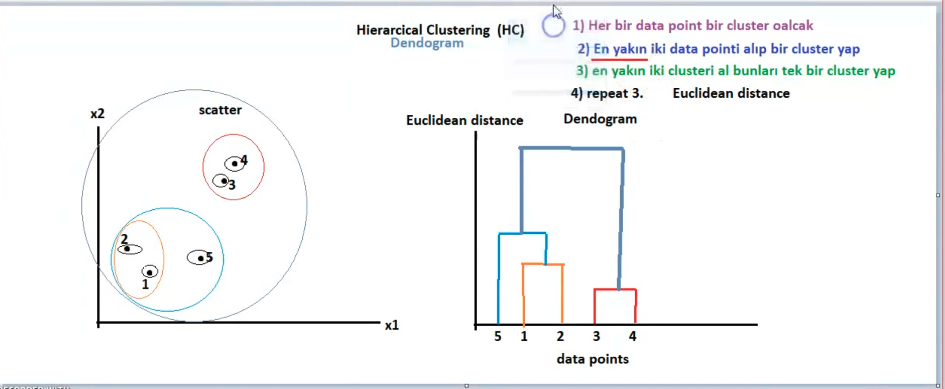 Hierarcical Clustering (HC)
Dendogram
1) Her bir data point bir cluster oalcak
2) En yakın iki data pointi alıp bir cluster yap
3) en yakın iki clusteri al bunları tek bir cluster yap
4) repeat 3. Euclidean distance
x2
scatter
4
3
2
5
1
x1
Euclidean distance
Dendogram
5 1 2 3 4
data points